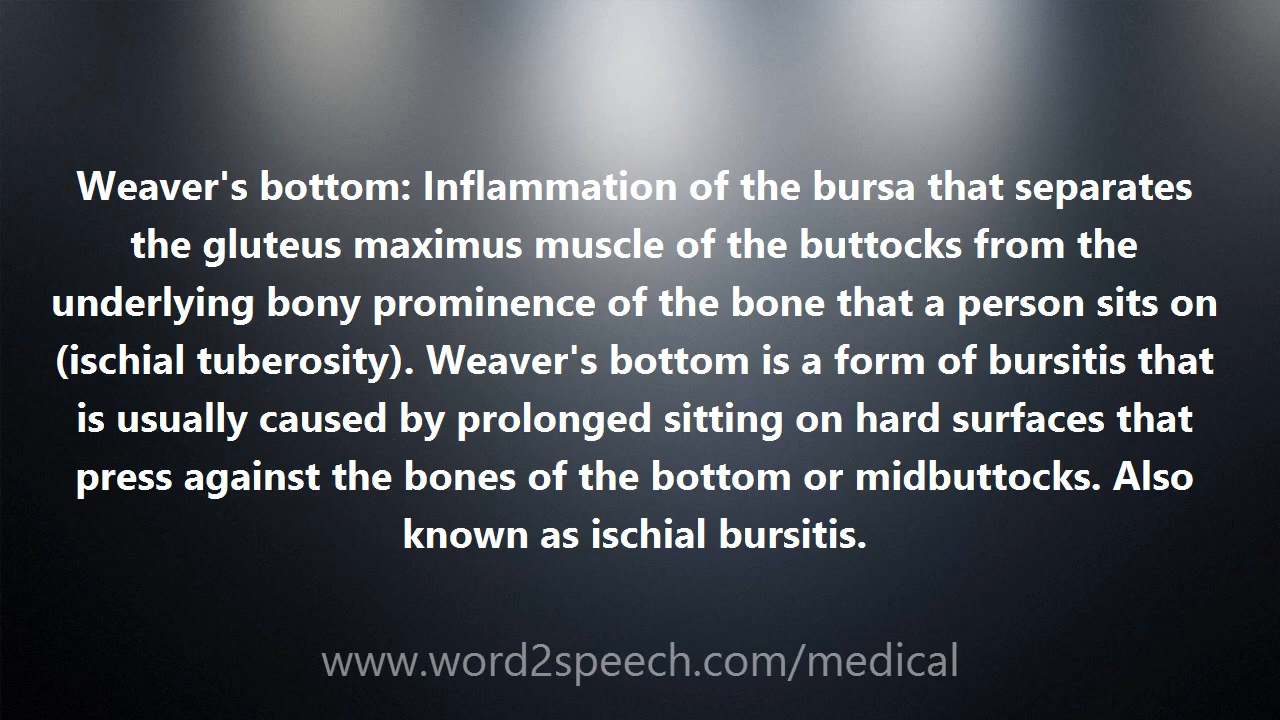 Weaver's bottom: Inflammation of the bursa that separates
the gluteus maximus muscle of the buttocks from the
underlying bony prominence of the bone that a person sits on
(ischial tuberosity). Weaver's bottom is a form of bursitis that
is usually caused by prolonged sitting on hard surfaces that
press against the bones of the bottom or midbuttocks. Also
known as ischial bursitis.
www.word2speech.com/medical